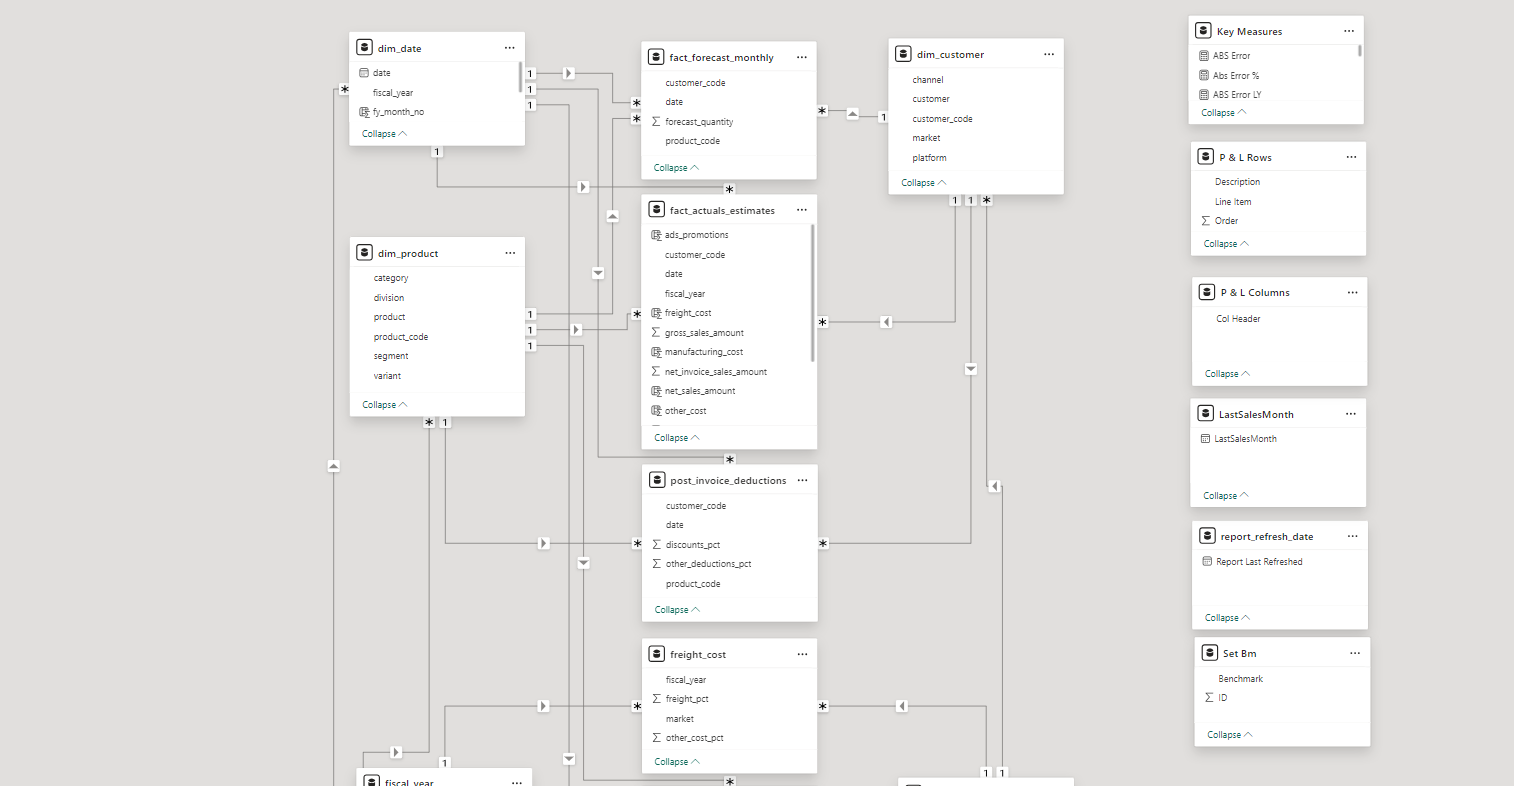 dim_date
date
fiscal_year
fy_month_no
Collapse
dim_product
category
division
product
product_code
segment
variant
Collapse
fiscal_year
fact_forecast_monthly
customer_code
date
forecast_quantity
product_code
Collapse
fact_actuals_estimates
ads_promotions
customer_code
date
fiscal_year
freight_cost
gross_sales_amount
manufacturing_cost
net_invoice_sales_amount
net_sales_amount
other_cost
Collapse
post_invoice_deductions
customer_code
date
discounts_pct
other_deductions_pct
product_code
Collapse
freight_cost
fiscal_year
freight_pct
market
other_cost_pct
Collapse
dim_customer
channel
customer
customer_code
market
platform
Collapse
Key Measures
ABS Error
Abs Error %
ABS Error LY
Collapse
P & L Rows
Description
Line Item
Order
Collapse
P & L Columns
Col Header
Collapse
LastSalesMonth
LastSalesMonth
Collapse
report_refresh_date
Report Last Refreshed
Collapse
Set Bm
Benchmark
ID
Collapse
1
1
1
1
1
1
1
1
1
1
1
1
1
1